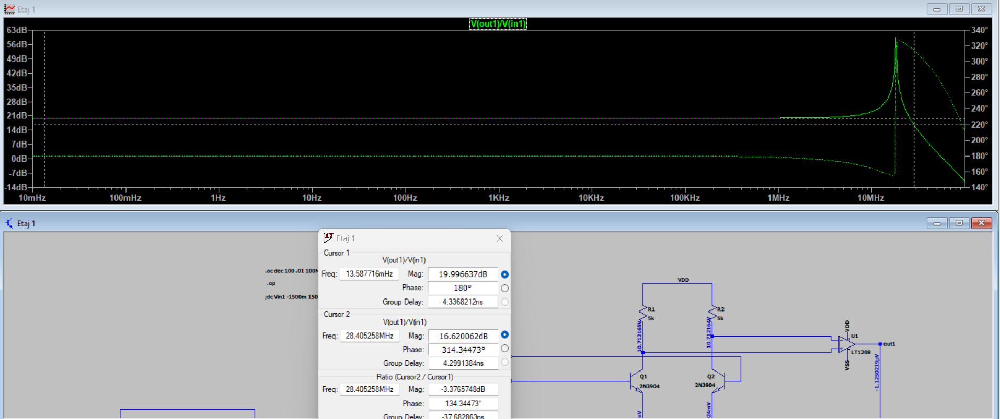 Etaj 1
V(out1)/V(in1)
63dB
56dB
49dB
42dB
35dB
28dB
21dB
14dB
7dB
0dB
-7dB
-14dB
340°
320°
300°
280°
260°
240°
220°
200°
180°
160°
140°
10mHz 100mHz 1Hz 10Hz 100Hz 1KHz 10KHz 100KHz 1MHz 10MHz
Etaj 1
.ac dec 100 .01 100M
.op
;dc Vin1 -1500m 150
Etaj 1
Cursor 1
V(out1)/V(in1)
Freq: 13.587716mHz Mag: 19.996637dB
Phase: 180°
Group Delay: 4.3368212ns
Cursor 2
V(out1)/V(in1)
Freq: 28.405258MHz Mag: 16.620062dB
Phase: 314.34473°
Group Delay: 4.2991384ns
Ratio (Cursor2 / Cursor1)
Freq: 28.405258MHz Mag: -3.3765748dB
Phase: 134.34473°
Group Delay: -37.682863ps
VDD
R1
5k
R2
5k
10.712165V
10.712164V
VDD
U1
out1
LT1208
VSS
-1.1250219µV
Q1
2N3904
Q2
2N3904
mV
24mV